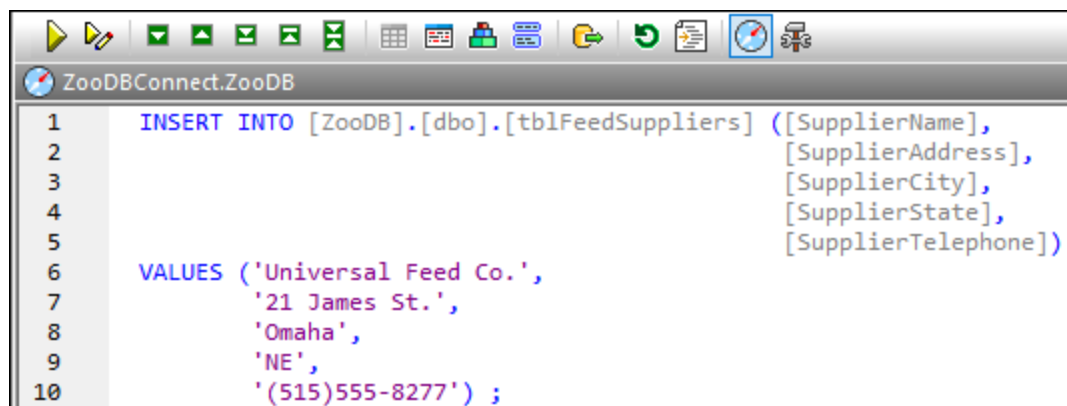 ZooDBConnect.ZooDB
1 INSERT INTO [ZooDB].[dbo].[tblFeedSuppliers] ([SupplierName],
2 [SupplierAddress],
3 [SupplierCity],
4 [SupplierState],
5 [SupplierTelephone])
6 VALUES ('Universal Feed Co.',
7 '21 James St.',
8 'Omaha',
9 'NE',
10 '(515)555-8277') ;